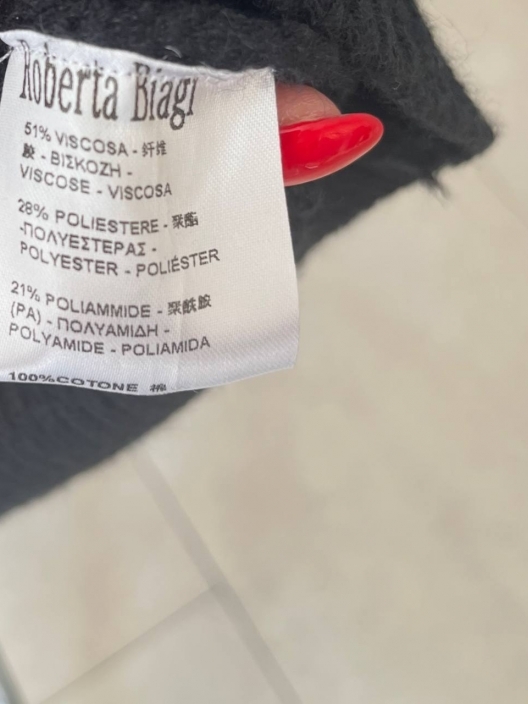 Roberta Biagi
51% VISCOSA - 纤维
胶 - ΒΙΣΚΟΖΗ -
VISCOSE - VISCOSA
28% POLIESTERE - 聚酯
-ΠΟΛΥΕΣΤΕΡΑΣ -
POLYESTER - POLIÉSTER
21% POLIAMMIDE - 聚酰胺
(PA) - ΠΟΛΥΑΜΙΔΗ -
POLYAMIDE - POLIAMIDA
100%COTONE 棉